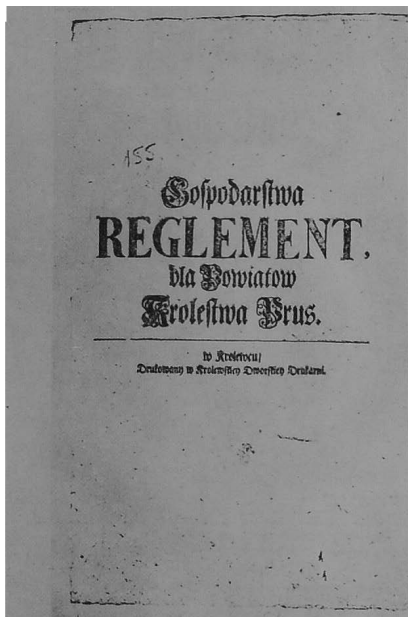 155.
Gospodarstwa
REGLEMENT,
dla Powiatow
Krolestwa Prus.
w Krolewcu/
Drukowany w Krolewskiey Dworskiey Drukarni.